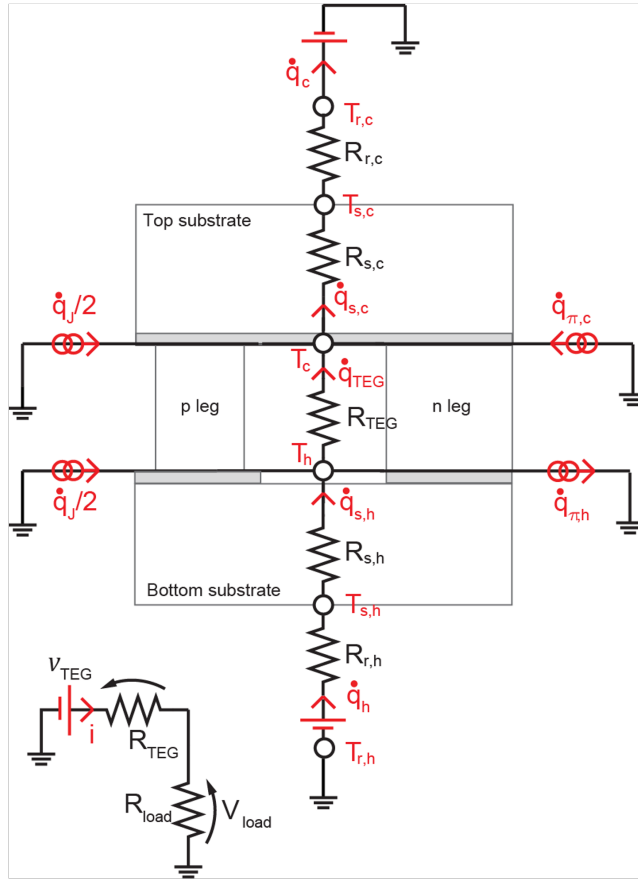 q̇c
Tr,c
Rr,c
Top substrate
Ts,c
Rs,c
q̇J/2
q̇s,c
q̇π,c
Tc
q̇TEG
p leg
RTEG
n leg
Th
q̇J/2
q̇s,h
q̇π,h
Rs,h
Bottom substrate
Ts,h
Rr,h
vTEG
q̇h
i
RTEG
Tr,h
Rload
Vload